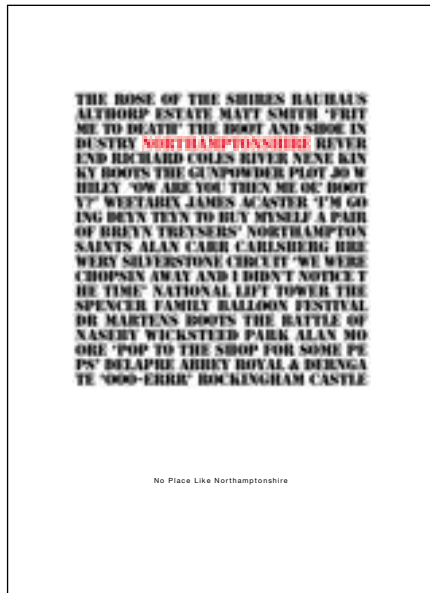 THE ROSE OF THE SHIRES BAUHAUS
ALTHORP ESTATE MATT SMITH 'FRIT
ME TO DEATH' THE BOOT AND SHOE IN
DUSTRY NORTHAMPTONSHIRE REVER
END RICHARD COLES RIVER NENE KIN
KY BOOTS THE GUNPOWDER PLOT JO W
HILEY 'OW ARE YOU THEN ME OL' BOOT
Y?' WEETABIX JAMES ACASTER 'I'M GO
ING DEYN TEYN TO BUY MYSELF A PAIR
OF BREYN TREYSERS' NORTHAMPTON
SAINTS ALAN CARR CARLSBERG BRE
WERY SILVERSTONE CIRCUIT 'WE WERE
CHOPSIN AWAY AND I DIDN'T NOTICE T
HE TIME' NATIONAL LIFT TOWER THE
SPENCER FAMILY BALLOON FESTIVAL
DR MARTENS BOOTS THE BATTLE OF
NASEBY WICKSTEED PARK ALAN MO
ORE 'POP TO THE SHOP FOR SOME PE
PS' DELAPRE ABBEY ROYAL & DERNGA
TE 'OOO-ERRR' ROCKINGHAM CASTLE
No Place Like Northamptonshire